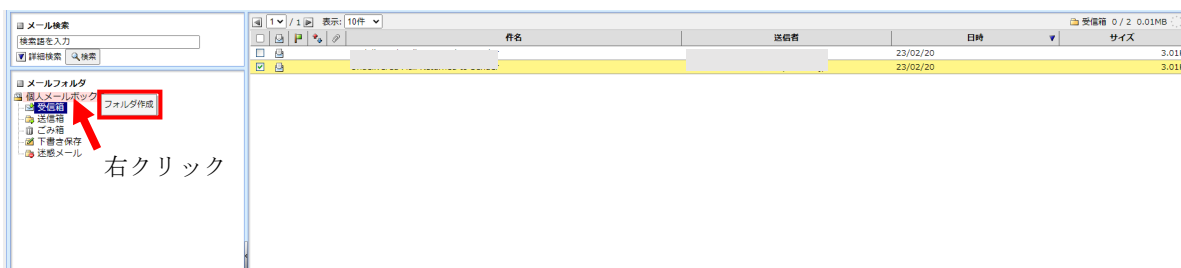 メール検索
検索語を入力
詳細検索 検索
メールフォルダ
個人メールボック
フォルダ作成
受信箱
送信箱
ごみ箱
下書き保存
迷惑メール
右クリック
1 / 1 表示: 10件
受信箱 0 / 2 0.01MB
件名 送信者 日時 サイズ
23/02/20 3.01
23/02/20 3.01